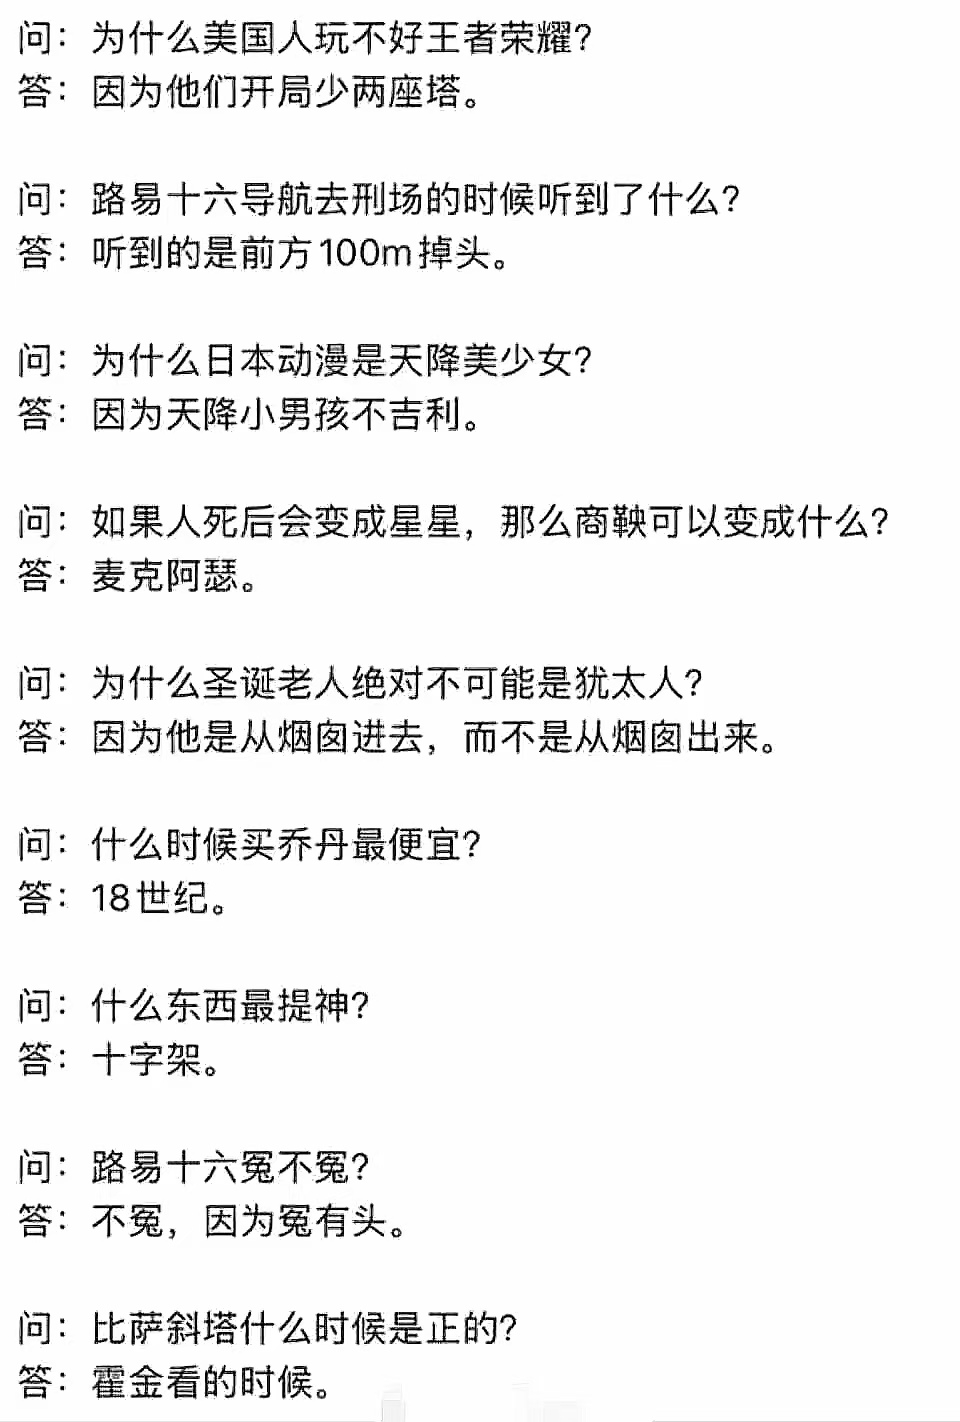 问：为什么美国人玩不好王者荣耀？
答：因为他们开局少两座塔。
问：路易十六导航去刑场的时候听到了什么？
答：听到的是前方100m掉头。
问：为什么日本动漫是天降美少女？
答：因为天降小男孩不吉利。
问：如果人死后会变成星星，那么商鞅可以变成什么？
答：麦克阿瑟。
问：为什么圣诞老人绝对不可能是犹太人？
答：因为他是从烟囱进去，而不是从烟囱出来。
问：什么时候买乔丹最便宜？
答：18世纪。
问：什么东西最提神？
答：十字架。
问：路易十六冤不冤？
答：不冤，因为冤有头。
问：比萨斜塔什么时候是正的？
答：霍金看的时候。